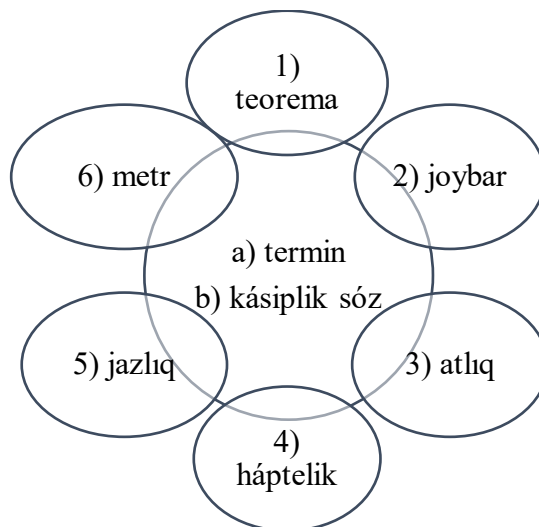 1)
teorema
6) metr
2) joybar
a) termin
b) kásiplik sóz
5) jazlıq
3) atlıq
4)
háptelik